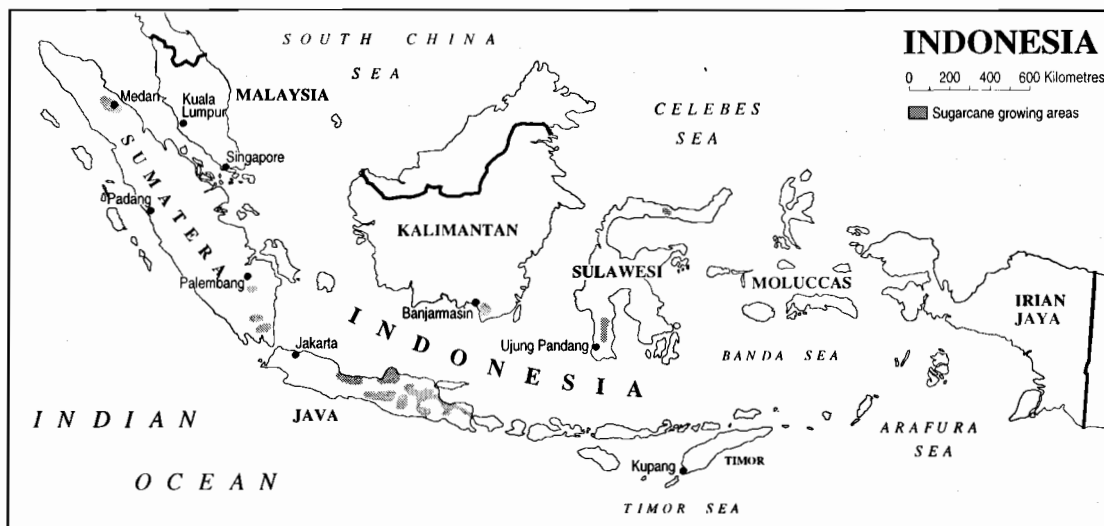 INDONESIA
0 200 400 600 Kilometres
Sugarcane growing areas
SOUTH CHINA
SEA
MALAYSIA
Medan
Kuala
Lumpur
Singapore
SUMATERA
Padang
Palembang
CELEBES
SEA
KALIMANTAN
Banjarmasin
SULAWESI
MOLUCCAS
IRIAN
JAYA
Ujung Pandang
BANDA SEA
Jakarta
INDONESIA
JAVA
INDIAN
OCEAN
ARAFURA
SEA
Kupang
TIMOR
TIMOR SEA